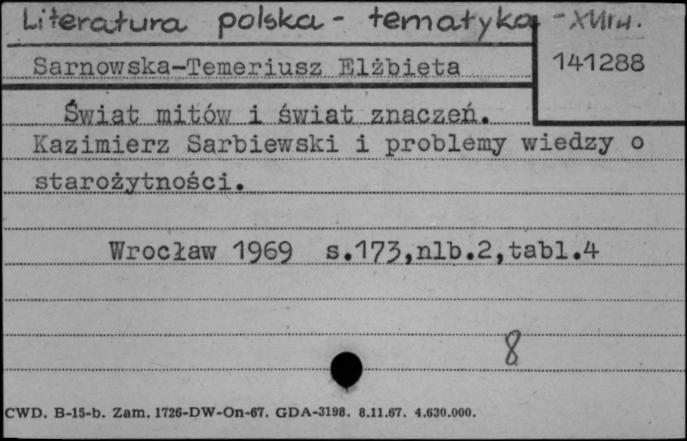 Literatura polska - tematyka - XVII w.
Sarnowska-Temeriusz Elżbieta
141288
Świat mitów i świat znaczeń.
Kazimierz Sarbiewski i problemy wiedzy o
starożytności.
Wrocław 1969 s.173,nlb.2,tabl.4
8
CWD. B-15-b. Zam. 1726-DW-On-67. GDA-3198. 8.11.67. 4.630.000.